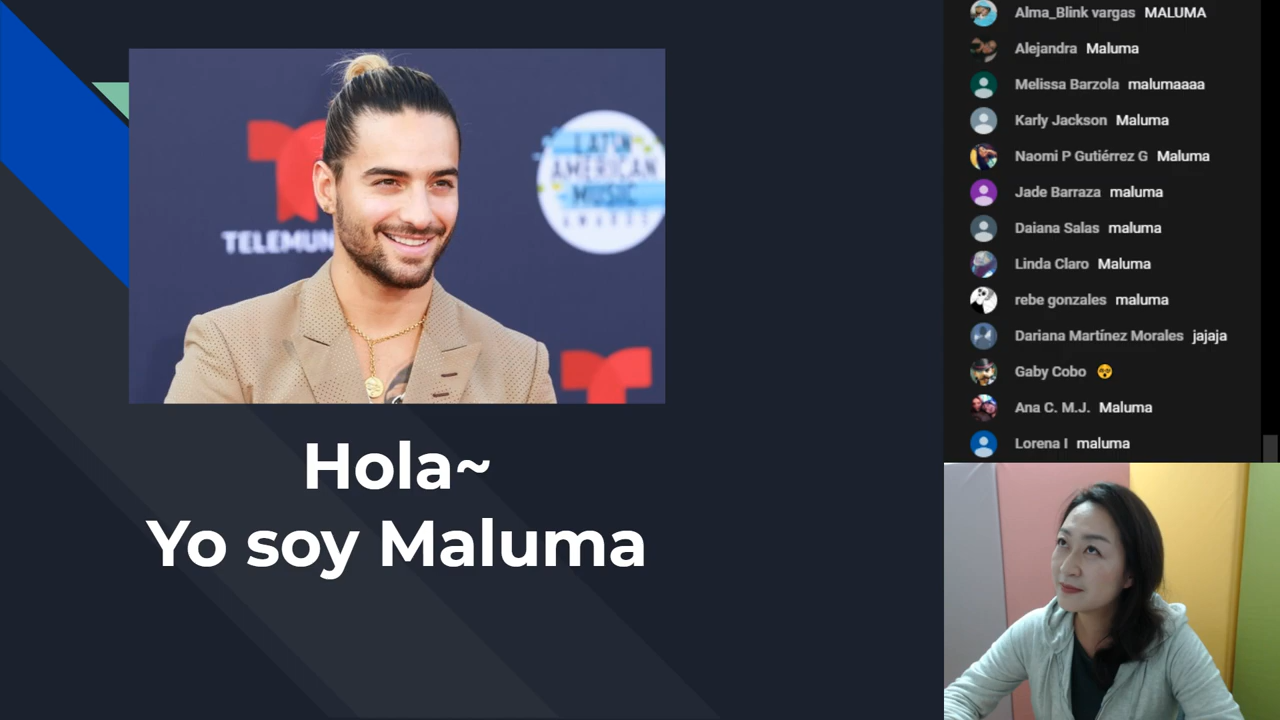 TELEMUN
LATIN
AMERICAN
MUSIC
AWARDS
Hola~
Yo soy Maluma
Alma_Blink vargas MALUMA
Alejandra Maluma
Melissa Barzola malumaaaa
Karly Jackson Maluma
Naomi P Gutiérrez G Maluma
Jade Barraza maluma
Daiana Salas maluma
Linda Claro Maluma
rebe gonzales maluma
Dariana Martínez Morales jajaja
Gaby Cobo 😵
Ana C. M.J. Maluma
Lorena I maluma